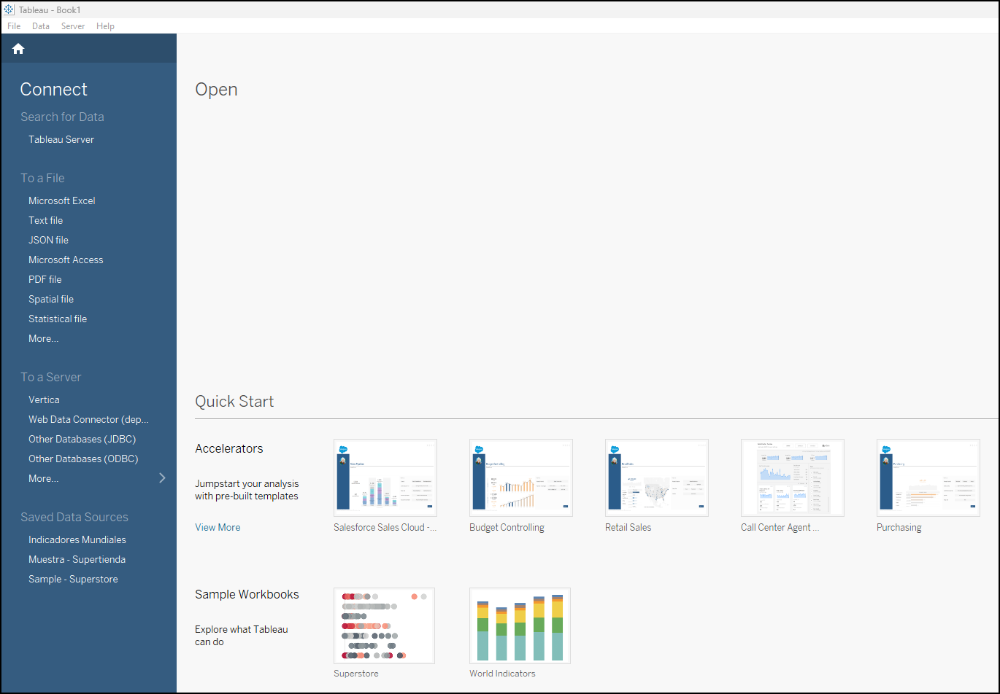 Tableau - Book1
File Data Server Help
Connect
Search for Data
Tableau Server
To a File
Microsoft Excel
Text file
JSON file
Microsoft Access
PDF file
Spatial file
Statistical file
More...
To a Server
Vertica
Web Data Connector (dep...
Other Databases (JDBC)
Other Databases (ODBC)
More...
Saved Data Sources
Indicadores Mundiales
Muestra - Supertienda
Sample - Superstore
Open
Quick Start
Accelerators
Jumpstart your analysis
with pre-built templates
View More
Salesforce Sales Cloud -...
Budget Controlling
Retail Sales
Call Center Agent ...
Purchasing
Sample Workbooks
Explore what Tableau
can do
Superstore
World Indicators